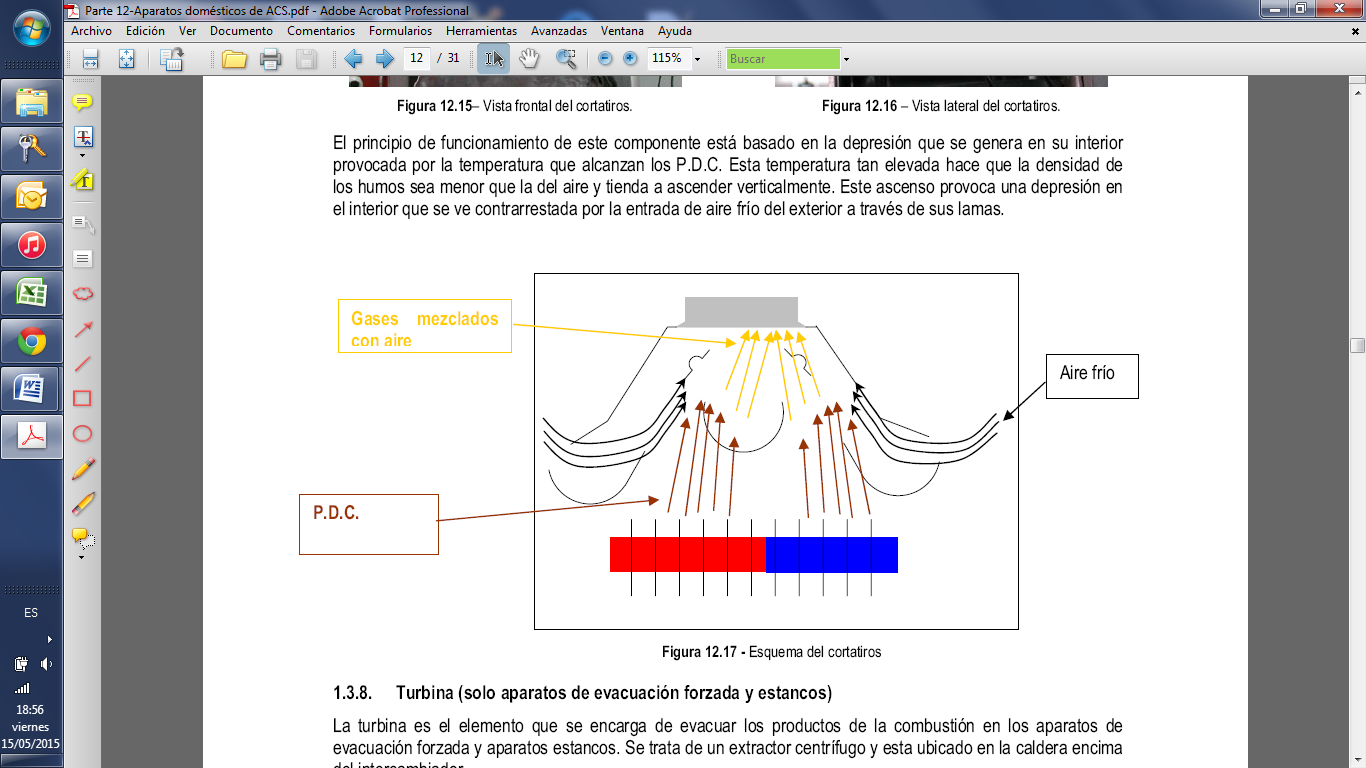 Parte 12-Aparatos domésticos de ACS.pdf - Adobe Acrobat Professional
Archivo Edición Ver Documento Comentarios Formularios Herramientas Avanzadas Ventana Ayuda
12 / 31 115% Buscar
Figura 12.15– Vista frontal del cortatiros.
Figura 12.16 – Vista lateral del cortatiros.
El principio de funcionamiento de este componente está basado en la depresión que se genera en su interior
provocada por la temperatura que alcanzan los P.D.C. Esta temperatura tan elevada hace que la densidad de
los humos sea menor que la del aire y tienda a ascender verticalmente. Este ascenso provoca una depresión en
el interior que se ve contrarrestada por la entrada de aire frío del exterior a través de sus lamas.
Gases mezclados
con aire
Aire frío
P.D.C.
Figura 12.17 - Esquema del cortatiros
1.3.8. Turbina (solo aparatos de evacuación forzada y estancos)
La turbina es el elemento que se encarga de evacuar los productos de la combustión en los aparatos de
evacuación forzada y aparatos estancos. Se trata de un extractor centrífugo y esta ubicado en la caldera encima
del intercambiador
ES
18:56
viernes
15/05/2015